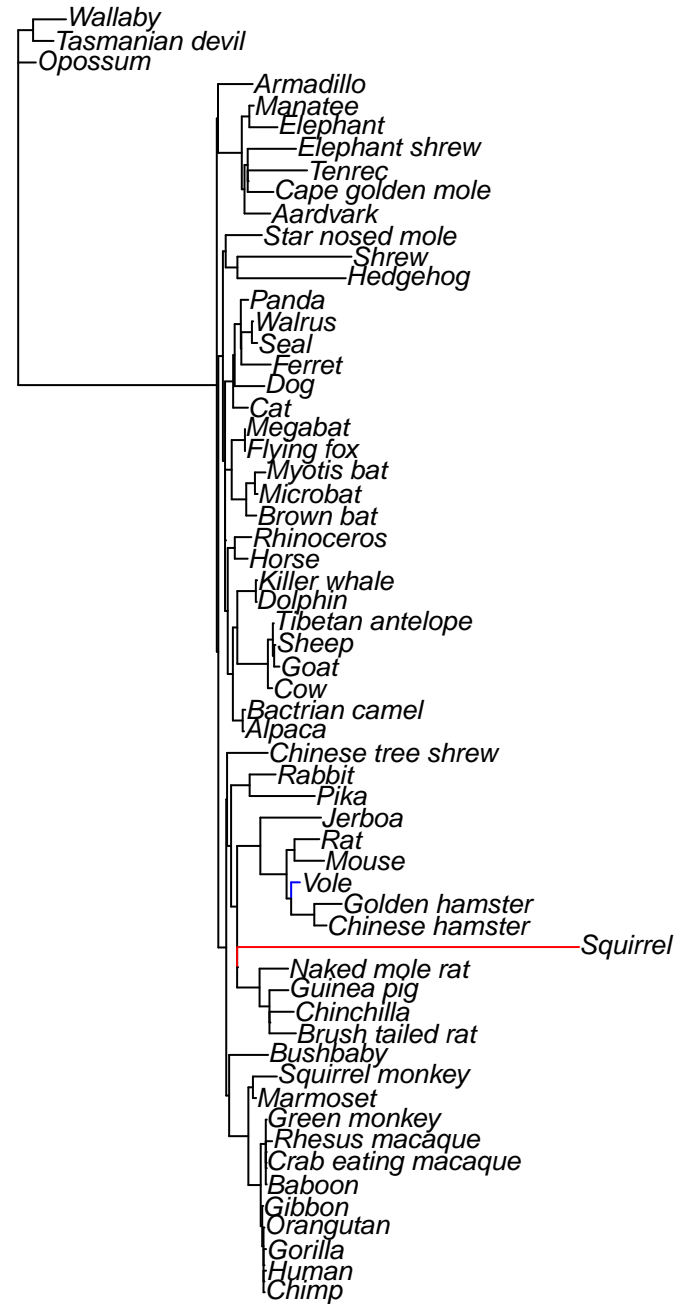 Wallaby
Tasmanian devil
Opossum
Armadillo
Manatee
Elephant
Elephant shrew
Tenrec
Cape golden mole
Aardvark
Star nosed mole
Shrew
Hedgehog
Panda
Walrus
Seal
Ferret
Dog
Cat
Megabat
Flying fox
Myotis bat
Microbat
Brown bat
Rhinoceros
Horse
Killer whale
Dolphin
Tibetan antelope
Sheep
Goat
Cow
Bactrian camel
Alpaca
Chinese tree shrew
Rabbit
Pika
Jerboa
Rat
Mouse
Vole
Golden hamster
Chinese hamster
Squirrel
Naked mole rat
Guinea pig
Chinchilla
Brush tailed rat
Bushbaby
Squirrel monkey
Marmoset
Green monkey
Rhesus macaque
Crab eating macaque
Baboon
Gibbon
Orangutan
Gorilla
Human
Chimp